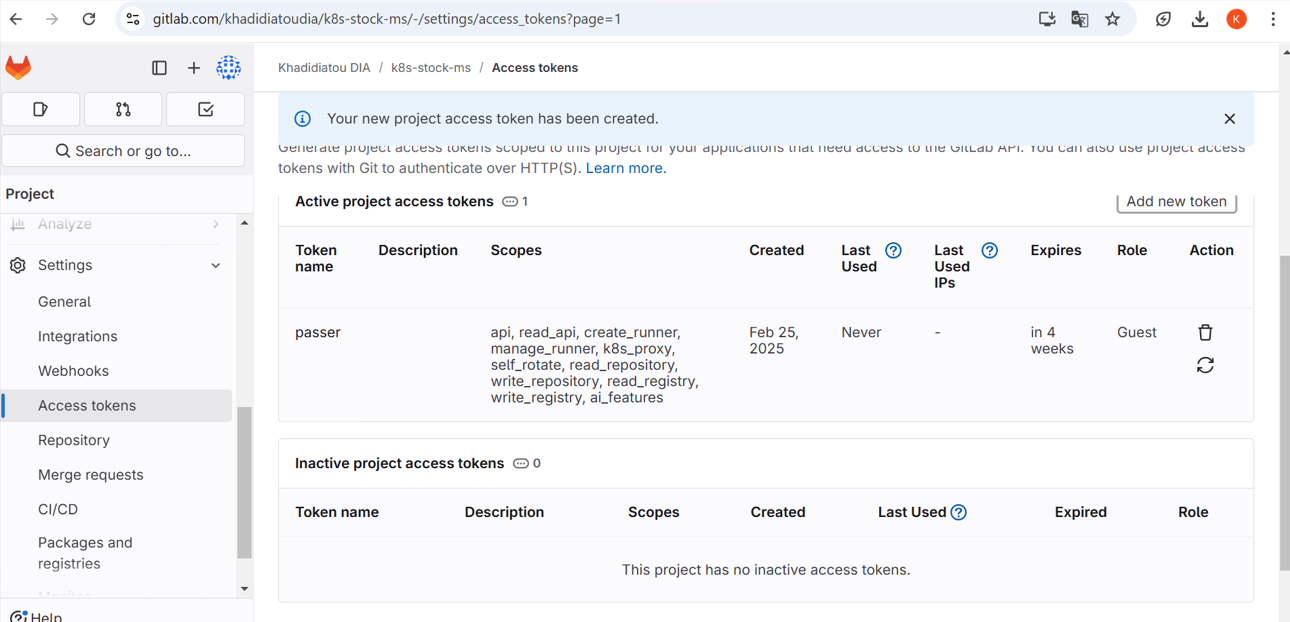 gitlab.com/khadidiatoudia/k8s-stock-ms/-/settings/access_tokens?page=1
K
Khadidiatou DIA / k8s-stock-ms / Access tokens
Your new project access token has been created.
Search or go to...
Project
Analyze
Settings
General
Integrations
Webhooks
Access tokens
Repository
Merge requests
CI/CD
Packages and
registries
Monitor
Help
Generate project access tokens scoped to this project for your applications that need access to the GitLab API. You can also use project access
tokens with Git to authenticate over HTTP(S). Learn more.
Active project access tokens 1
Add new token
Token name Description Scopes Created Last Used Last Used IPs Expires Role Action
passer
api, read_api, create_runner,
manage_runner, k8s_proxy,
self_rotate, read_repository,
write_repository, read_registry,
write_registry, ai_features
Feb 25,
2025
Never
-
in 4
weeks
Guest
Inactive project access tokens 0
Token name Description Scopes Created Last Used Expired Role
This project has no inactive access tokens.